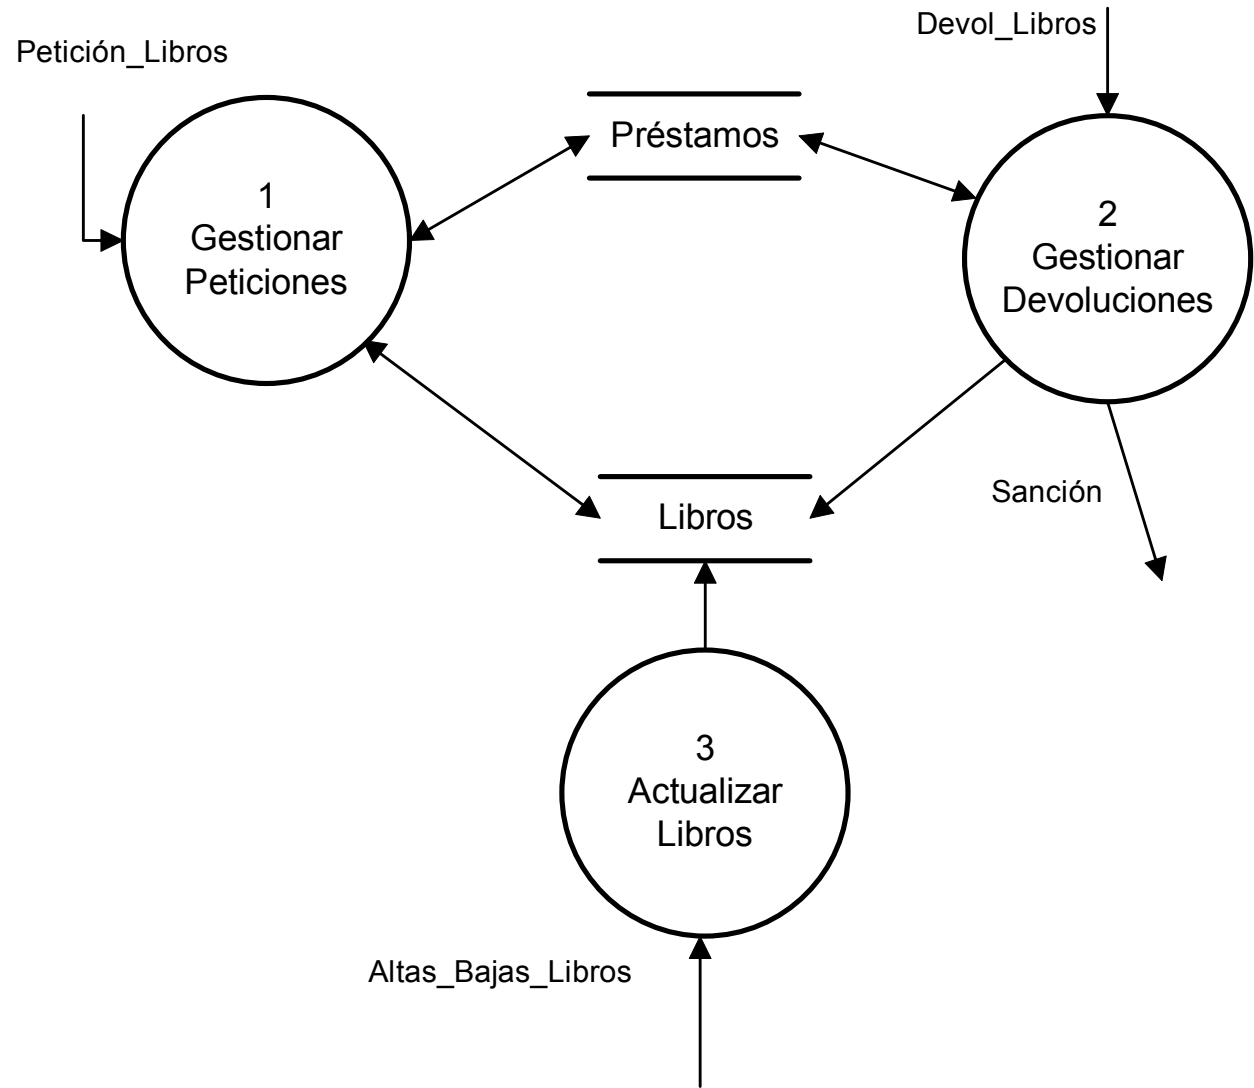 Petición_Libros
Devol_Libros
Préstamos
1
Gestionar
Peticiones
2
Gestionar
Devoluciones
Sanción
Libros
3
Actualizar
Libros
Altas_Bajas_Libros